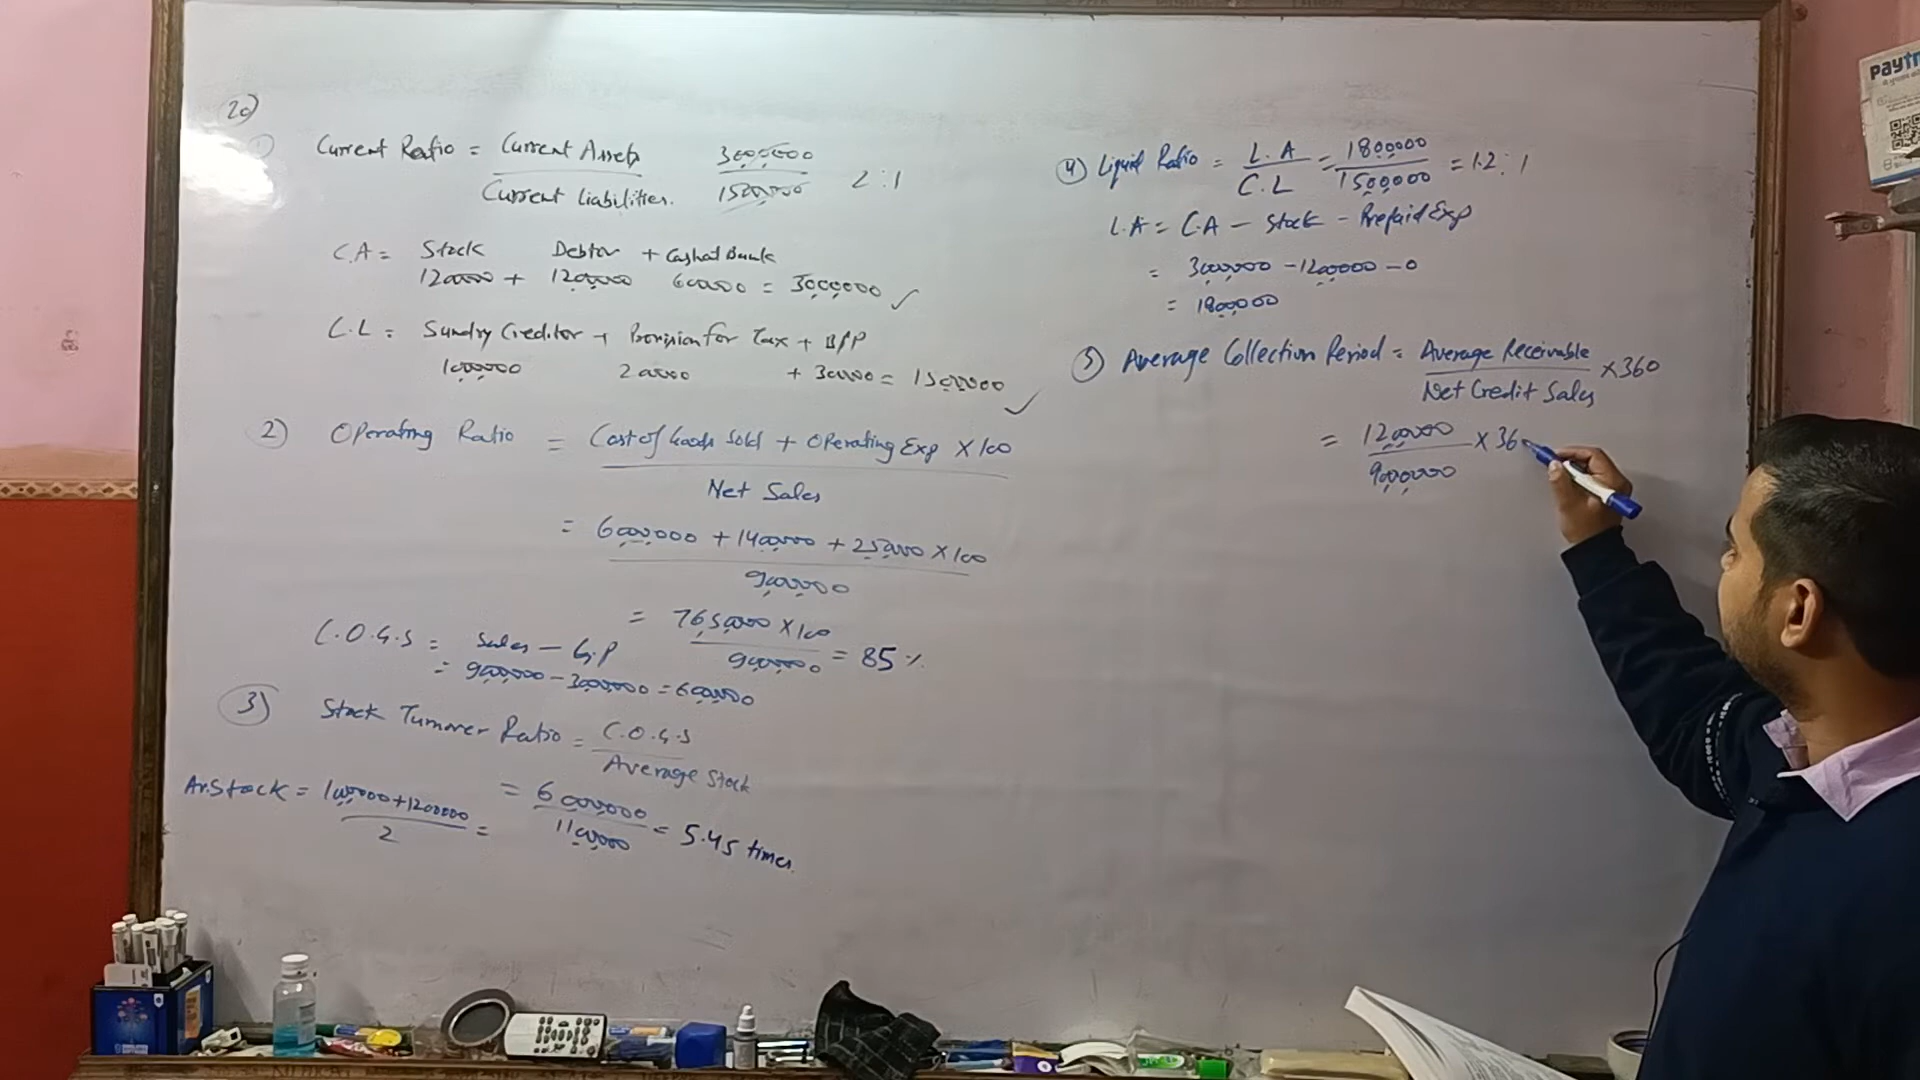 20)
1) Current Ratio = Current Assets 3000000 2 : 1
Current Liabilities. 1500000
C.A = Stock Debtor + Cash at Bank
1200000 + 1200000 600000 = 3000000 ✓
C.L = Sundry Creditor + Provision for Tax + B/P
1000000 200000 + 300000 = 1500000 ✓
2) Operating Ratio = Cost of Goods Sold + Operating Exp × 100
Net Sales
= 6000000 + 1400000 + 250000 × 100
9000000
= 7650000 × 100 = 85 %
9000000
C.O.G.S = Sales - G.P
= 9000000 - 3000000 = 6000000
3) Stock Turnover Ratio = C.O.G.S
Average Stock
Av.Stock = 1000000 + 1200000 =
2
= 6000000 = 5.45 times.
1100000
4) Liquid Ratio = L.A = 1800000 = 1.2 : 1
C.L 1500000
L.A = C.A - Stock - Prepaid Exp
= 3000000 - 1200000 - 0
= 1800000
5) Average Collection Period = Average Receivable × 360
Net Credit Sales
= 1200000 × 360
9000000
Paytm